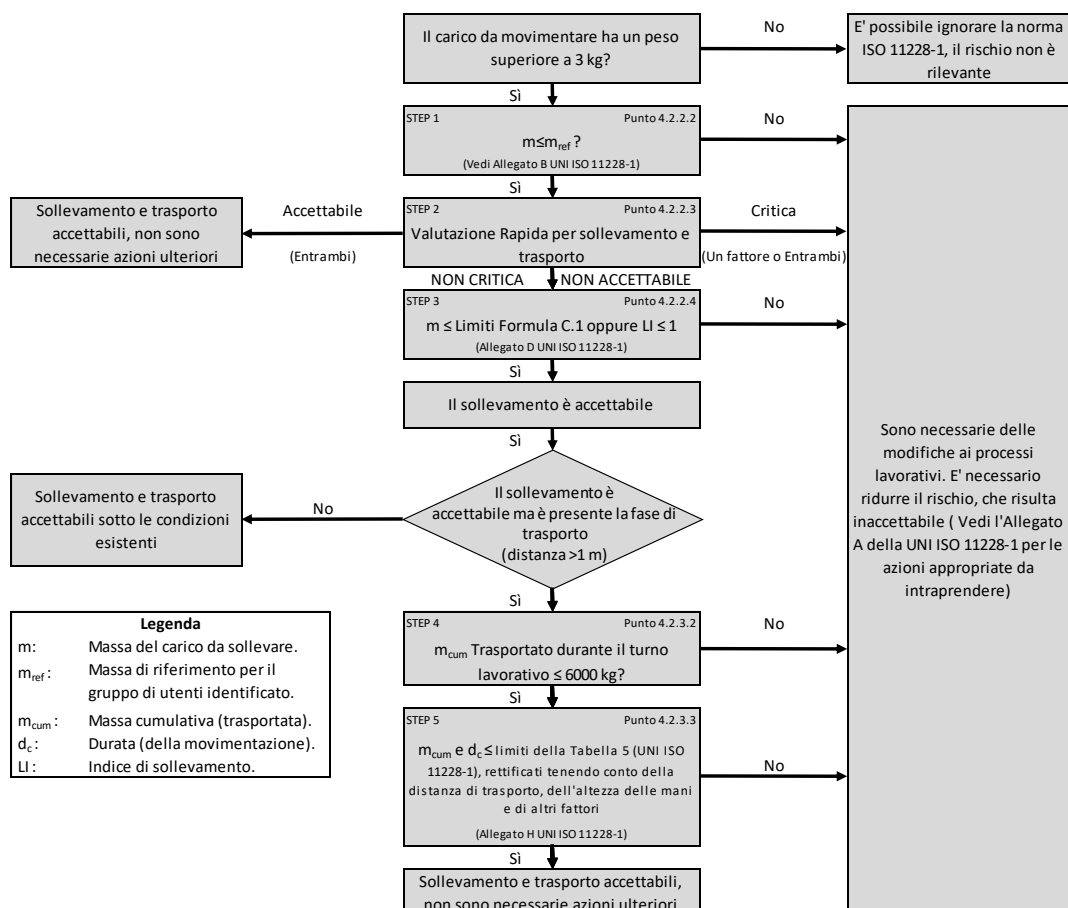 Il carico da movimentare ha un peso
superiore a 3 kg?
No
E' possibile ignorare la norma
ISO 11228-1, il rischio non è
rilevante
Sì
STEP 1
Punto 4.2.2.2
m≤mref ?
(Vedi Allegato B UNI ISO 11228-1)
No
Sì
STEP 2
Punto 4.2.2.3
Valutazione Rapida per sollevamento e
trasporto
Accettabile
(Entrambi)
Sollevamento e trasporto
accettabili, non sono
necessarie azioni ulteriori
Critica
(Un fattore o Entrambi)
NON CRITICA
NON ACCETTABILE
STEP 3
Punto 4.2.2.4
m ≤ Limiti Formula C.1 oppure LI ≤ 1
(Allegato D UNI ISO 11228-1)
No
Sì
Il sollevamento è accettabile
Sì
Il sollevamento è
accettabile ma è presente la fase di
trasporto
(distanza >1 m)
No
Sollevamento e trasporto
accettabili sotto le condizioni
esistenti
Sono necessarie delle
modifiche ai processi
lavorativi. E' necessario
ridurre il rischio, che risulta
inaccettabile ( Vedi l'Allegato
A della UNI ISO 11228-1 per le
azioni appropriate da
intraprendere)
Sì
STEP 4
Punto 4.2.3.2
mcum Trasportato durante il turno
lavorativo ≤ 6000 kg?
No
Sì
STEP 5
Punto 4.2.3.3
mcum e dc ≤ limiti della Tabella 5 (UNI ISO
11228-1), rettificati tenendo conto della
distanza di trasporto, dell'altezza delle mani
e di altri fattori
(Allegato H UNI ISO 11228-1)
No
Sì
Sollevamento e trasporto accettabili,
non sono necessarie azioni ulteriori
Legenda
m: Massa del carico da sollevare.
mref : Massa di riferimento per il
gruppo di utenti identificato.
mcum : Massa cumulativa (trasportata).
dc : Durata (della movimentazione).
LI : Indice di sollevamento.